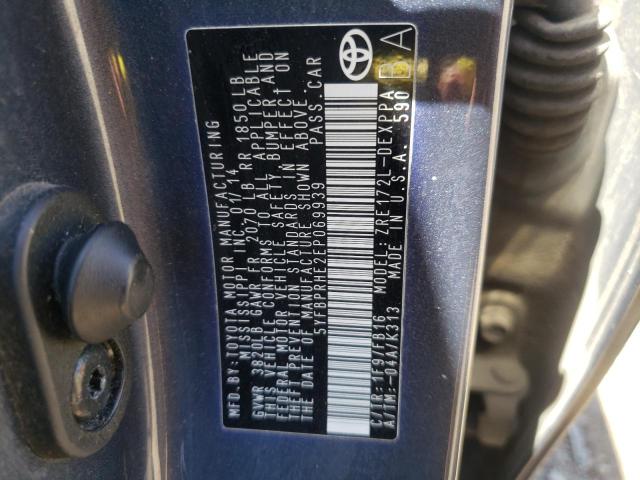 MFD. BY: TOYOTA MOTOR MANUFACTURING
MISSISSIPPI, INC. 01/14
GVWR 3820LB GAWR FR 2070 LB RR 1850 LB
THIS VEHICLE CONFORMS TO ALL APPLICABLE
FEDERAL MOTOR VEHICLE SAFETY, BUMPER, AND
THEFT PREVENTION STANDARDS IN EFFECT ON
THE DATE OF MANUFACTURE SHOWN ABOVE.
5YFBPRHE2EP069939 PASS. CAR
C/TR: 1F9/FB16 MODEL: ZRE172L-DEXPPA
A/TM: -04A/K313 MADE IN U.S.A. 590
BA